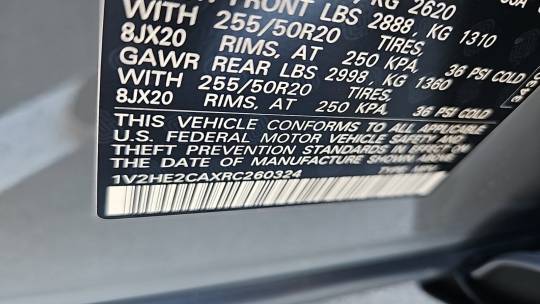 KG 2620
FRONT LBS 2888, KG 1310
WITH 255/50R20 TIRES,
8JX20 RIMS, AT 250 KPA, 36 PSI COLD
GAWR REAR LBS 2998, KG 1360
WITH 255/50R20 TIRES,
8JX20 RIMS, AT 250 KPA, 36 PSI COLD
THIS VEHICLE CONFORMS TO ALL APPLICABLE
U.S. FEDERAL MOTOR VEHICLE SAFETY AND
THEFT PREVENTION STANDARDS IN EFFECT ON
THE DATE OF MANUFACTURE SHOWN ABOVE
1V2HE2CAXRC260324